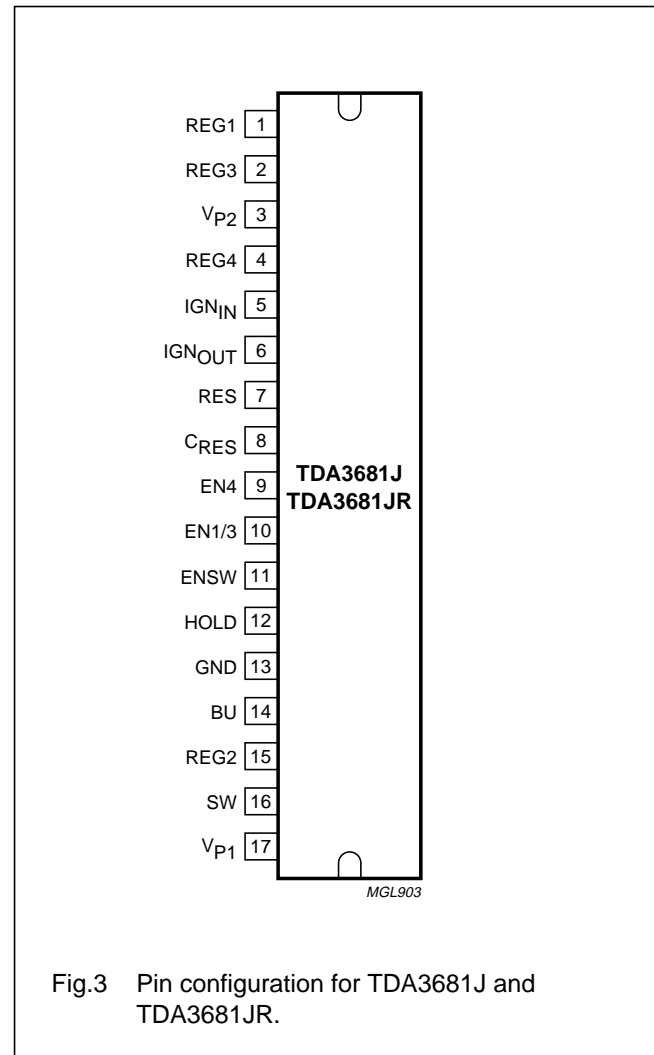 REG1 1
REG3 2
VP2 3
REG4 4
IGNIN 5
IGNOUT 6
RES 7
CRES 8
EN4 9
EN1/3 10
ENSW 11
HOLD 12
GND 13
BU 14
REG2 15
SW 16
VP1 17
TDA3681J
TDA3681JR
MGL903
Fig.3 Pin configuration for TDA3681J and
TDA3681JR.